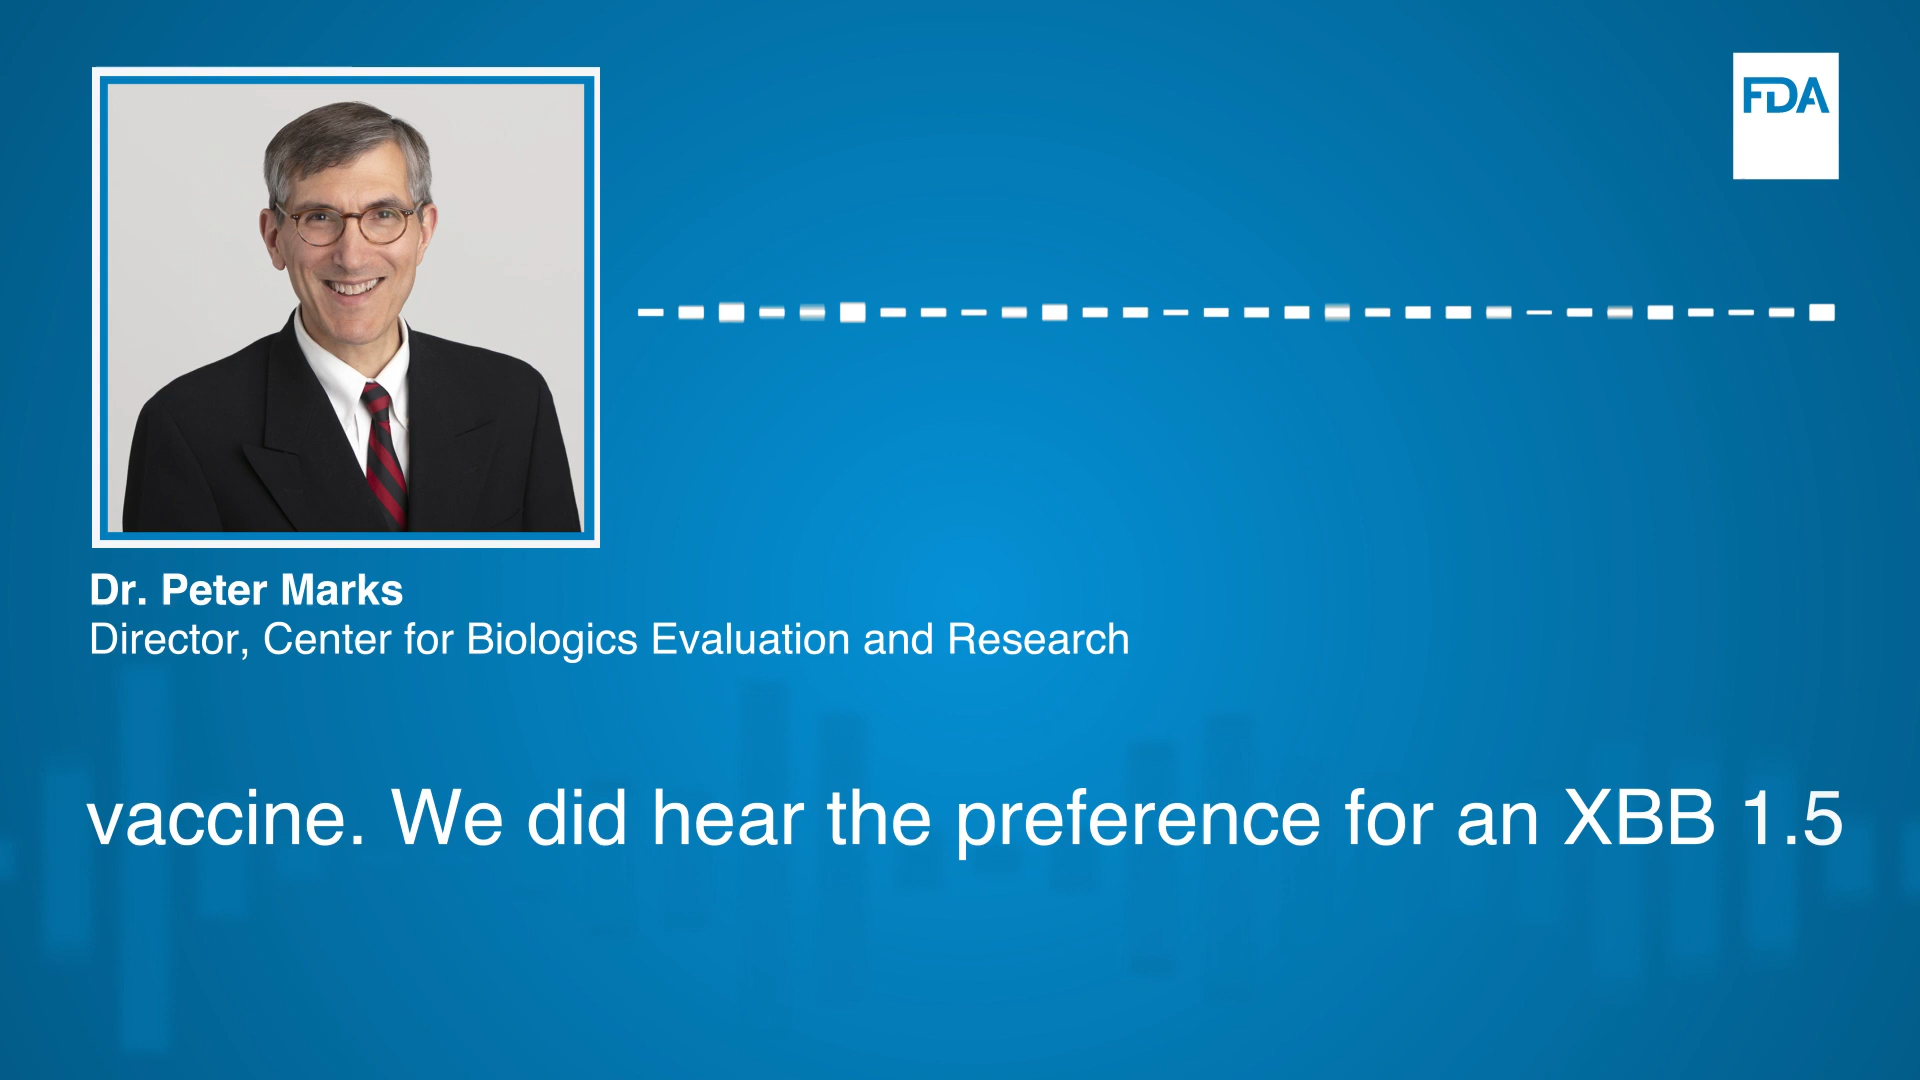 FDA
Dr. Peter Marks
Director, Center for Biologics Evaluation and Research
vaccine. We did hear the preference for an XBB 1.5